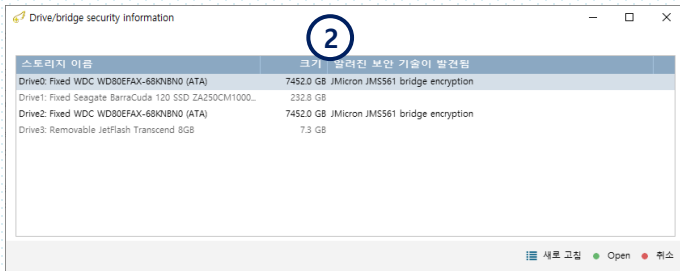 Drive/bridge security information
2
스토리지 이름 크기 알려진 보안 기술이 발견됨
Drive0: Fixed WDC WD80EFAX-68KNBN0 (ATA) 7452.0 GB JMicron JMS561 bridge encryption
Drive1: Fixed Seagate BarraCuda 120 SSD ZA250CM1000... 232.8 GB
Drive2: Fixed WDC WD80EFAX-68KNBN0 (ATA) 7452.0 GB JMicron JMS561 bridge encryption
Drive3: Removable JetFlash Transcend 8GB 7.3 GB
새로 고침 Open 취소